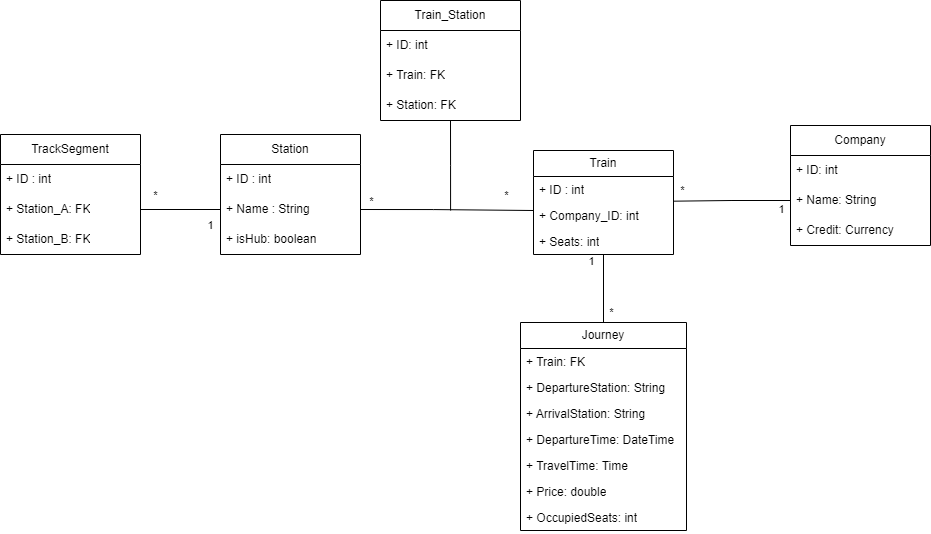 Train_Station
+ ID: int
+ Train: FK
+ Station: FK
TrackSegment
+ ID : int
+ Station_A: FK
+ Station_B: FK
*
1
Station
+ ID : int
+ Name : String
+ isHub: boolean
*
*
Train
+ ID : int
+ Company_ID: int
+ Seats: int
*
1
Company
+ ID: int
+ Name: String
+ Credit: Currency
1
*
Journey
+ Train: FK
+ DepartureStation: String
+ ArrivalStation: String
+ DepartureTime: DateTime
+ TravelTime: Time
+ Price: double
+ OccupiedSeats: int